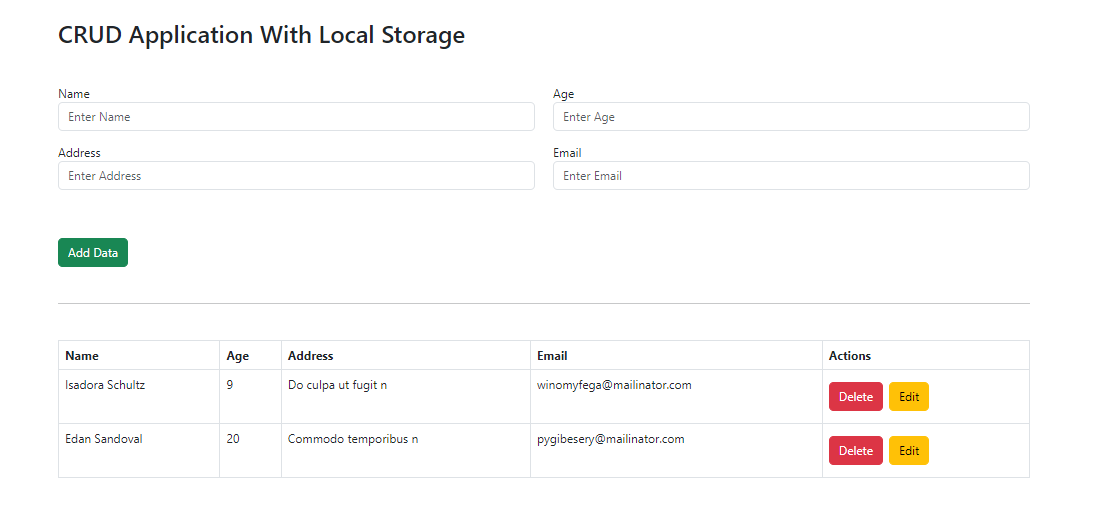 CRUD Application With Local Storage
Name Age
Enter Name Enter Age
Address Email
Enter Address Enter Email
Add Data
Name Age Address Email Actions
Isadora Schultz 9 Do culpa ut fugit n winomyfega@mailinator.com Delete Edit
Edan Sandoval 20 Commodo temporibus n pygibesery@mailinator.com Delete Edit